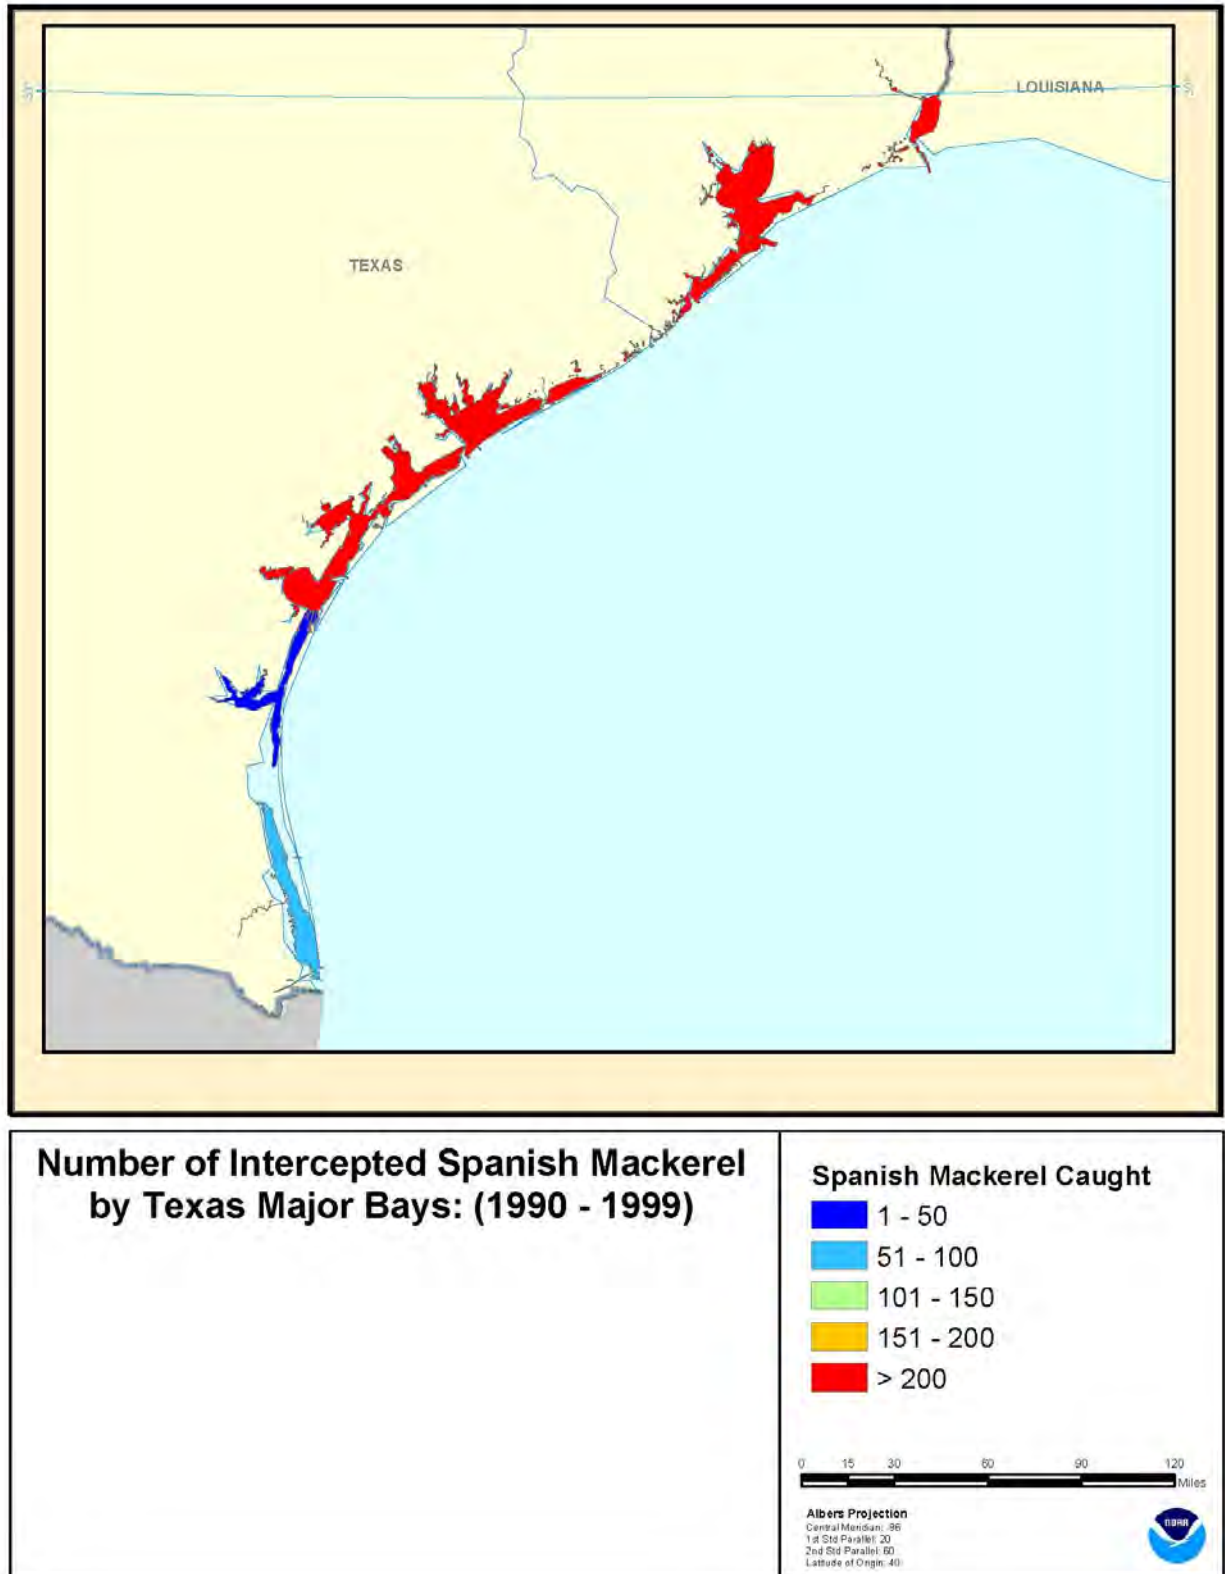 LOUISIANA
TEXAS
Number of Intercepted Spanish Mackerel
by Texas Major Bays: (1990 - 1999)
Spanish Mackerel Caught
1 - 50
51 - 100
101 - 150
151 - 200
> 200
0 15 30 60 90 120
Miles
Albers Projection
Central Meridian: -96
1st Std Parallel: 20
2nd Std Parallel: 60
Latitude of Origin: 40
NOAA